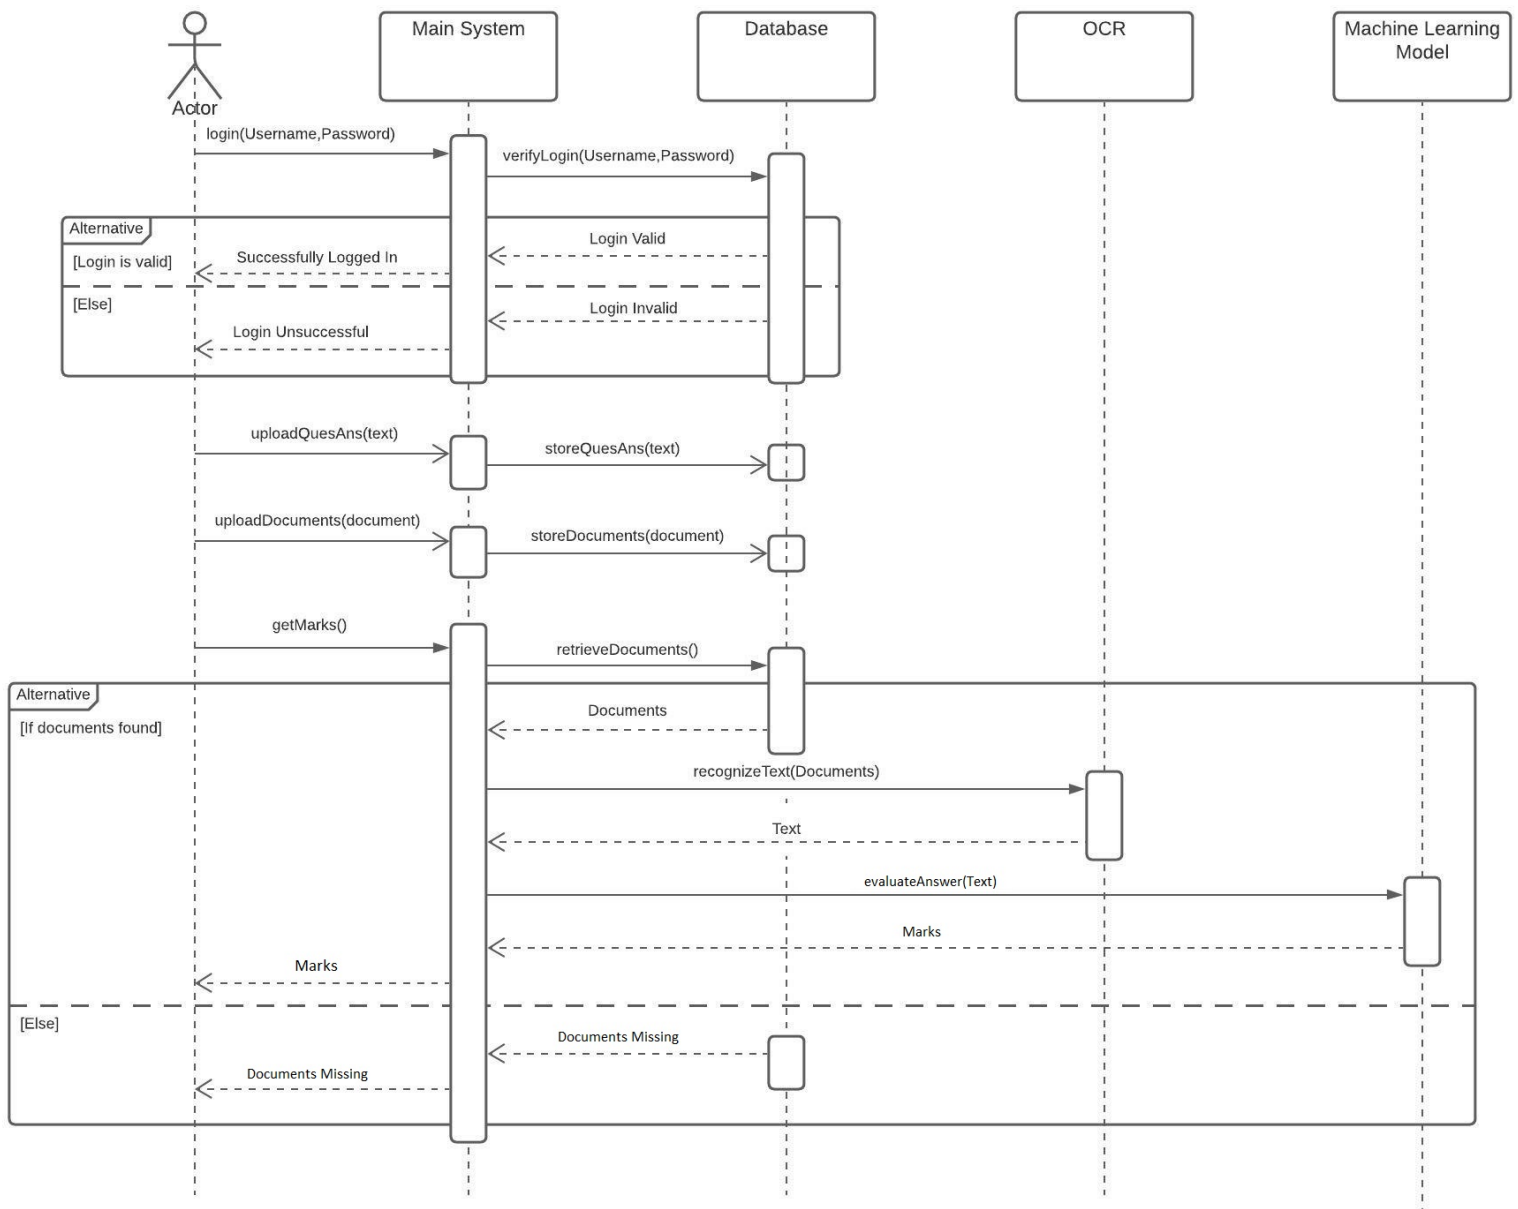 Main System
Database
OCR
Machine Learning
Model
Actor
login(Username,Password)
verifyLogin(Username,Password)
Alternative
[Login is valid]
Login Valid
Successfully Logged In
[Else]
Login Invalid
Login Unsuccessful
uploadQuesAns(text)
storeQuesAns(text)
uploadDocuments(document)
storeDocuments(document)
getMarks()
retrieveDocuments()
Alternative
[If documents found]
Documents
recognizeText(Documents)
Text
evaluateAnswer(Text)
Marks
Marks
[Else]
Documents Missing
Documents Missing